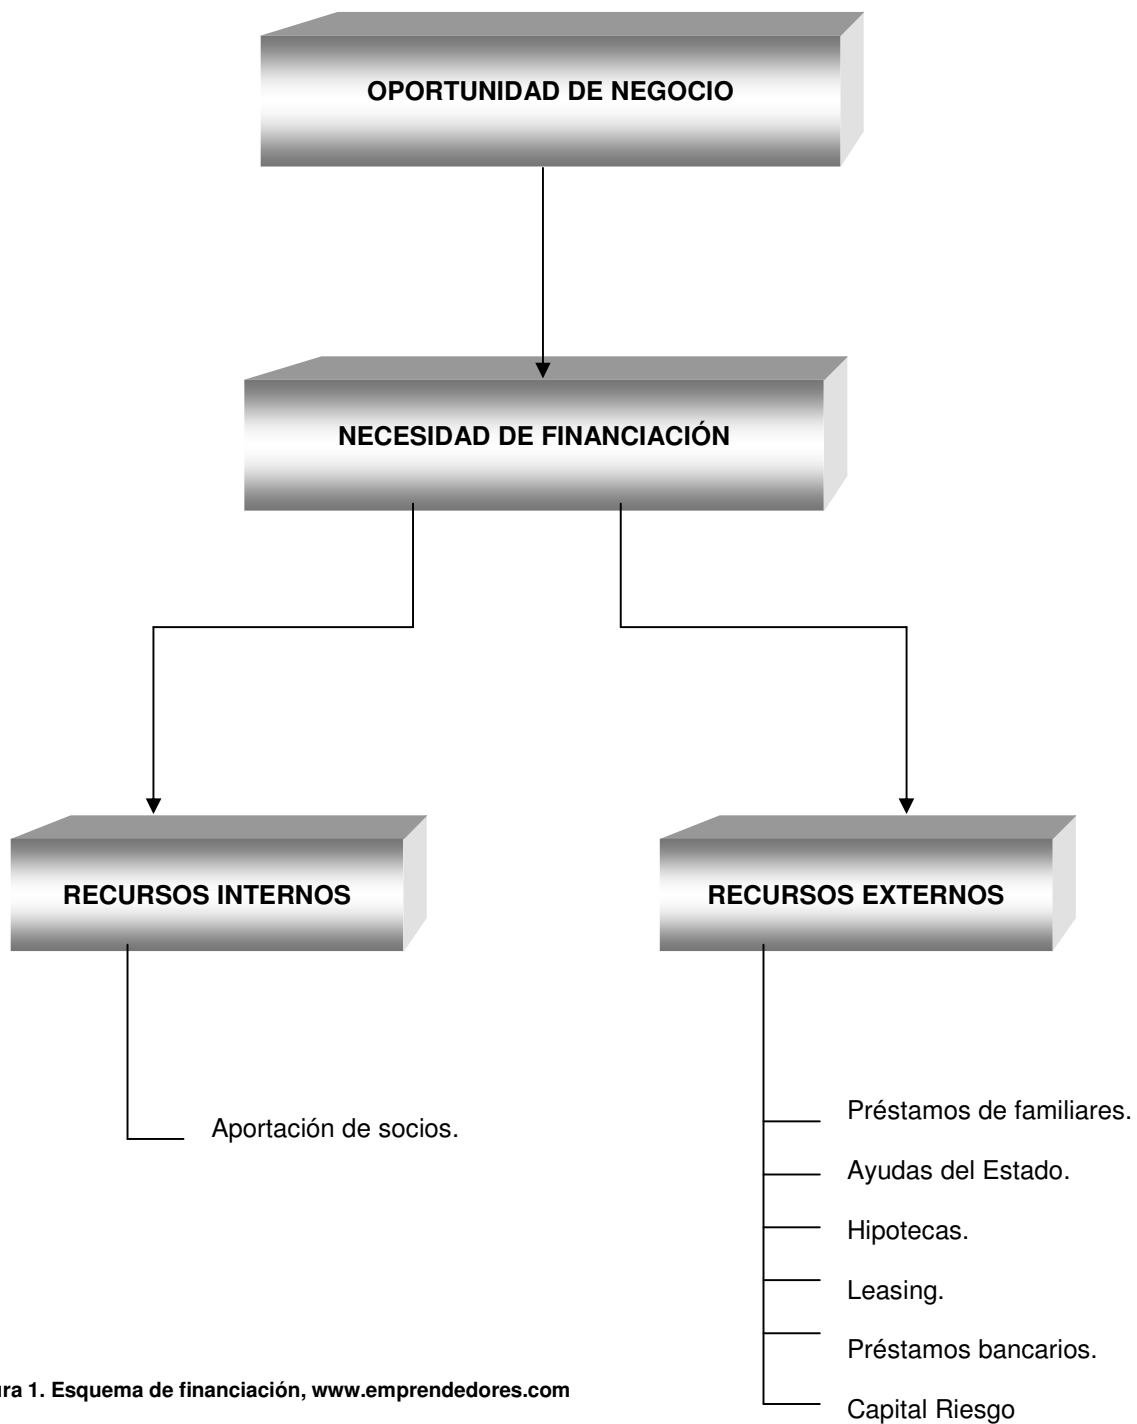 OPORTUNIDAD DE NEGOCIO
NECESIDAD DE FINANCIACIÓN
RECURSOS INTERNOS
RECURSOS EXTERNOS
Aportación de socios.
Préstamos de familiares.
Ayudas del Estado.
Hipotecas.
Leasing.
Préstamos bancarios.
Capital Riesgo
ura 1. Esquema de financiación, www.emprendedores.com